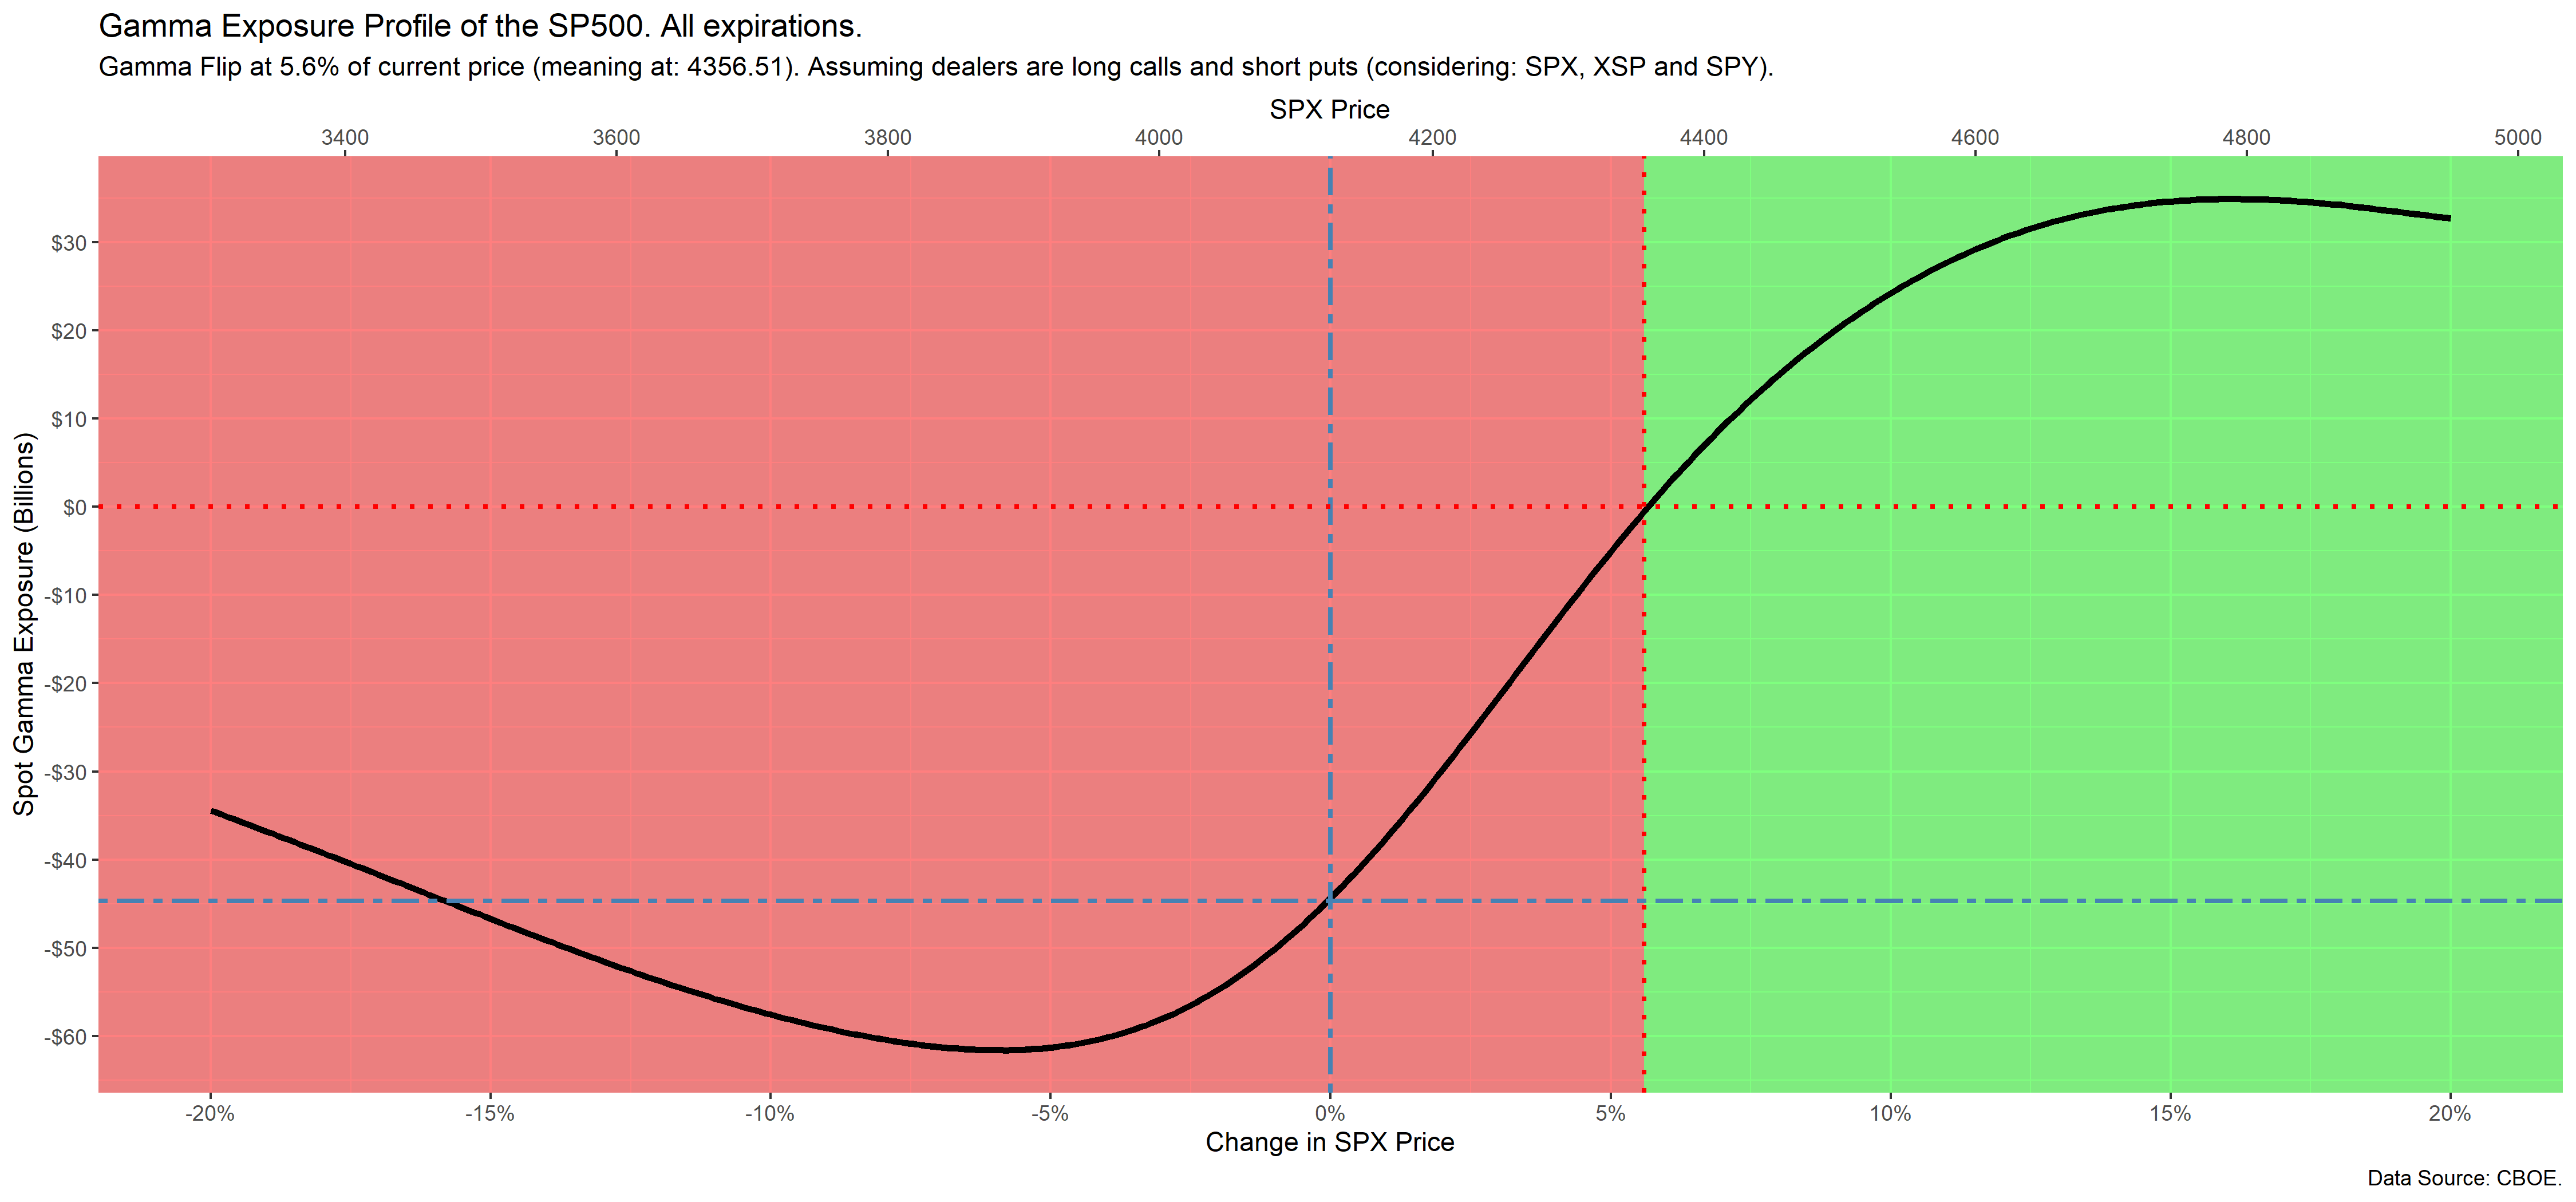 Gamma Exposure Profile of the SP500. All expirations.
Gamma Flip at 5.6% of current price (meaning at: 4356.51). Assuming dealers are long calls and short puts (considering: SPX, XSP and SPY).
SPX Price
3400 3600 3800 4000 4200 4400 4600 4800 5000
Spot Gamma Exposure (Billions)
$30
$20
$10
$0
-$10
-$20
-$30
-$40
-$50
-$60
-20% -15% -10% -5% 0% 5% 10% 15% 20%
Change in SPX Price
Data Source: CBOE.